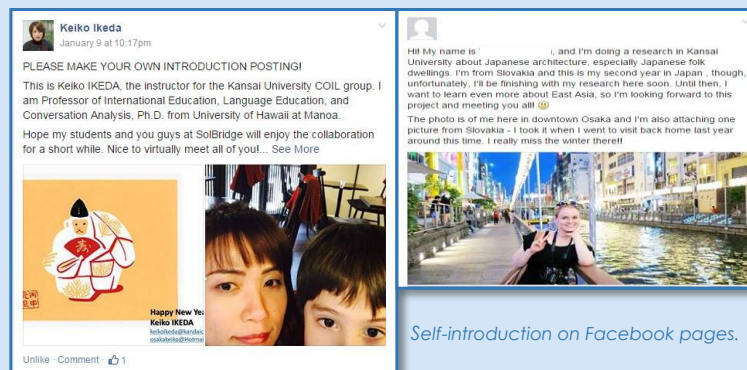 Keiko Ikeda
January 9 at 10:17pm
PLEASE MAKE YOUR OWN INTRODUCTION POSTING!
This is Keiko IKEDA, the instructor for the Kansai University COIL group. I
am Professor of International Education, Language Education, and
Conversation Analysis, Ph.D. from University of Hawaii at Manoa.
Hope my students and you guys at SolBridge will enjoy the collaboration
for a short while. Nice to virtually meet all of you!... See More
寿
Happy New Yea
Keiko IKEDA
keikoikeda@kandaic
osakakeiko@Hotmai
Unlike · Comment · 1
Hi! My name is , and I'm doing a research in Kansai
University about Japanese architecture, especially Japanese folk
dwellings. I'm from Slovakia and this is my second year in Japan , though,
unfortunately, I'll be finishing with my research here soon. Until then, I
want to learn even more about East Asia, so I'm looking forward to this
project and meeting you all!
The photo is of me here in downtown Osaka and I'm also attaching one
picture from Slovakia - I took it when I went to visit back home last year
around this time. I really miss the winter there!!
Self-introduction on Facebook pages.